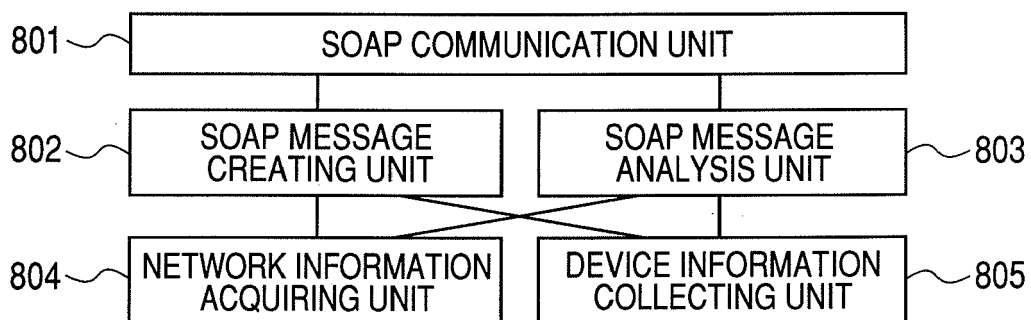 801
SOAP COMMUNICATION UNIT
802
SOAP MESSAGE
CREATING UNIT
SOAP MESSAGE
ANALYSIS UNIT
803
804
NETWORK INFORMATION
ACQUIRING UNIT
DEVICE INFORMATION
COLLECTING UNIT
805